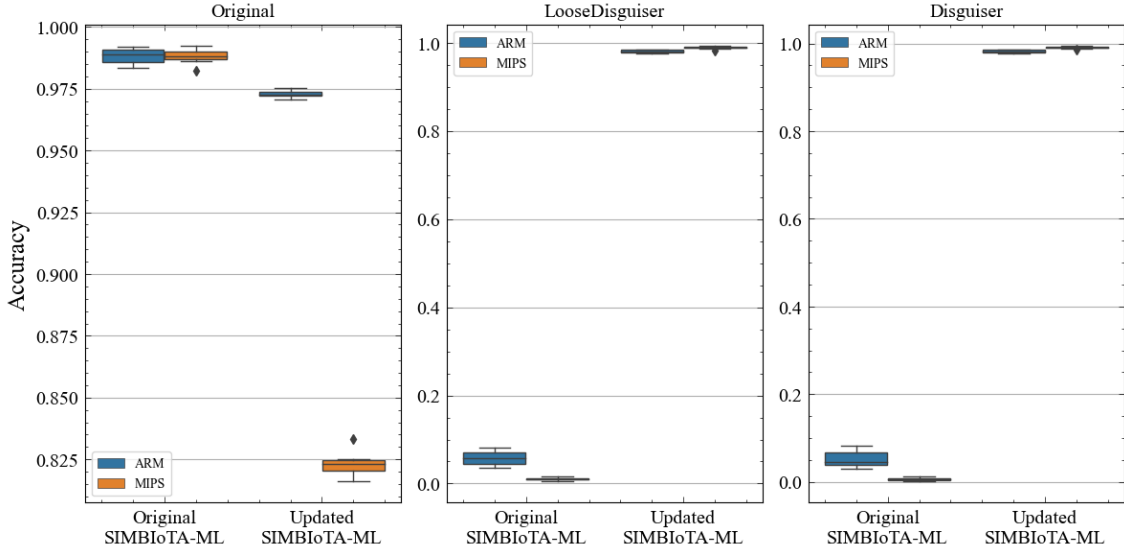 Original
Accuracy
1.000
0.975
0.950
0.925
0.900
0.875
0.850
0.825
ARM
MIPS
Original
SIMBIoTA-ML
Updated
SIMBIoTA-ML
LooseDisguiser
ARM
MIPS
1.0
0.8
0.6
0.4
0.2
0.0
Original
SIMBIoTA-ML
Updated
SIMBIoTA-ML
Disguiser
ARM
MIPS
1.0
0.8
0.6
0.4
0.2
0.0
Original
SIMBIoTA-ML
Updated
SIMBIoTA-ML